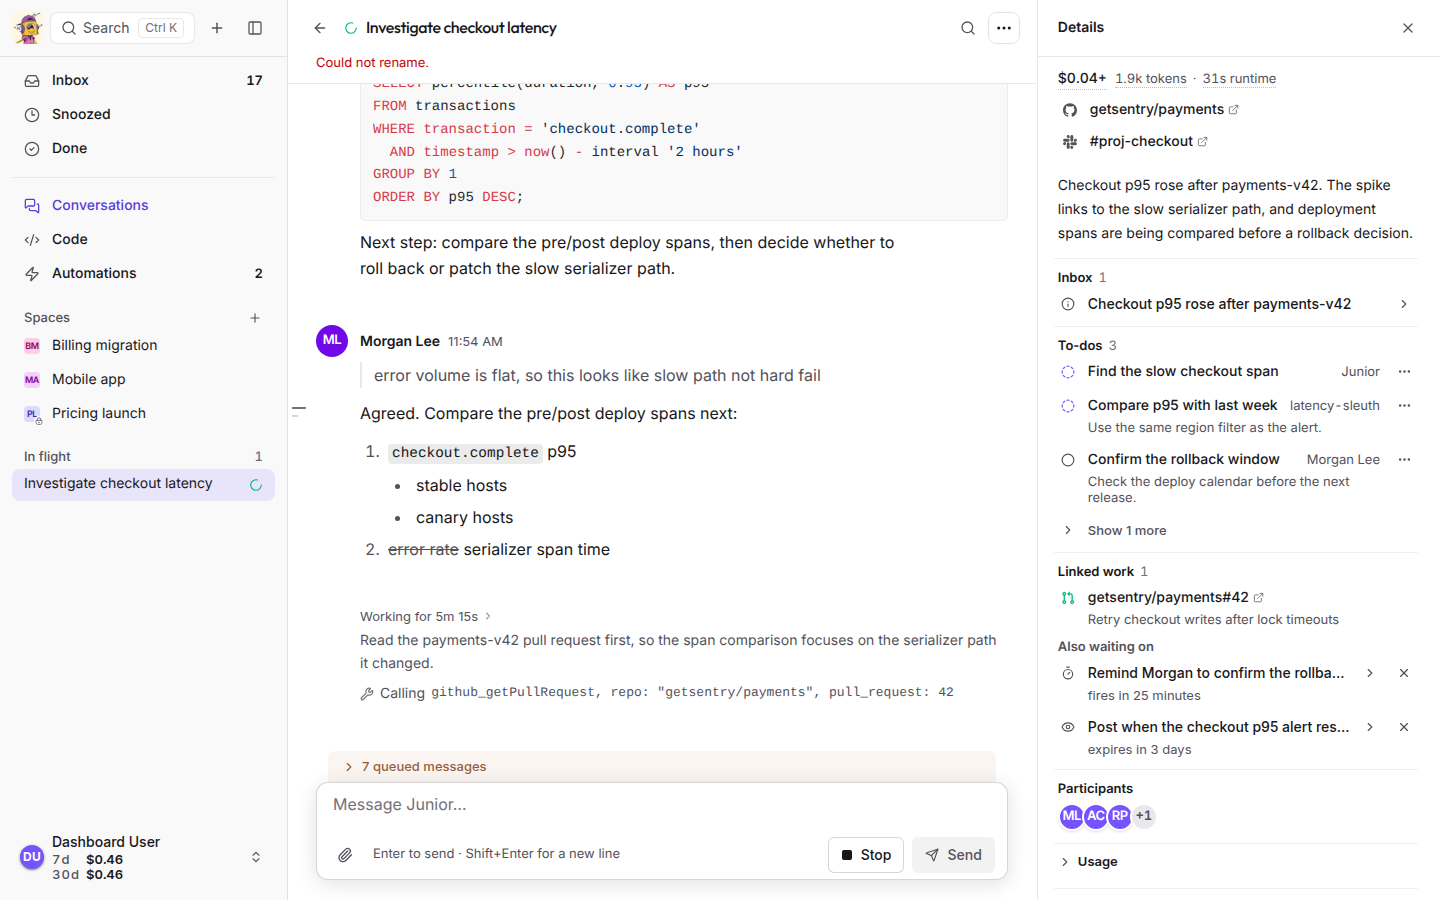 Search Ctrl K
Inbox 17
Snoozed
Done
Conversations
Code
Automations 2
Spaces
BM Billing migration
MA Mobile app
PL Pricing launch
In flight 1
Investigate checkout latency
DU Dashboard User
7d $0.46
30d $0.46
Investigate checkout latency
Could not rename.
SELECT percentile(duration, 0.95) AS p95
FROM transactions
WHERE transaction = 'checkout.complete'
AND timestamp > now() - interval '2 hours'
GROUP BY 1
ORDER BY p95 DESC;
Next step: compare the pre/post deploy spans, then decide whether to
roll back or patch the slow serializer path.
ML Morgan Lee 11:54 AM
error volume is flat, so this looks like slow path not hard fail
Agreed. Compare the pre/post deploy spans next:
1. checkout.complete p95
• stable hosts
• canary hosts
2. error rate serializer span time
Working for 5m 15s
Read the payments-v42 pull request first, so the span comparison focuses on the serializer path
it changed.
Calling github_getPullRequest, repo: "getsentry/payments", pull_request: 42
7 queued messages
Message Junior...
Enter to send · Shift+Enter for a new line
Stop
Send
Details
$0.04+ 1.9k tokens · 31s runtime
getsentry/payments
#proj-checkout
Checkout p95 rose after payments-v42. The spike
links to the slow serializer path, and deployment
spans are being compared before a rollback decision.
Inbox 1
Checkout p95 rose after payments-v42
To-dos 3
Find the slow checkout span Junior
Compare p95 with last week latency-sleuth
Use the same region filter as the alert.
Confirm the rollback window Morgan Lee
Check the deploy calendar before the next
release.
Show 1 more
Linked work 1
getsentry/payments#42
Retry checkout writes after lock timeouts
Also waiting on
Remind Morgan to confirm the rollba...
fires in 25 minutes
Post when the checkout p95 alert res...
expires in 3 days
Participants
ML AC RP +1
Usage